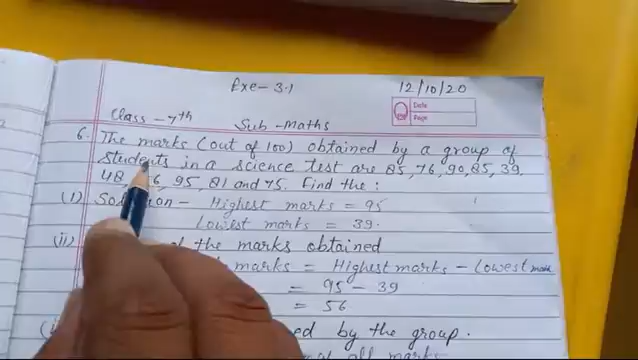 Exe-3.1
12/10/20
Class-7th
Date
Sub-Maths
Page
6. The marks (out of 100) obtained by a group of
students in a science test are 85, 76, 90, 85, 39,
48, 95, 81 and 75. Find the :
(i) Highest marks = 95
Lowest marks = 39.
(ii) of the marks obtained
marks = Highest marks - Lowest mark
= 95 - 39
= 56
by the group.
all marks